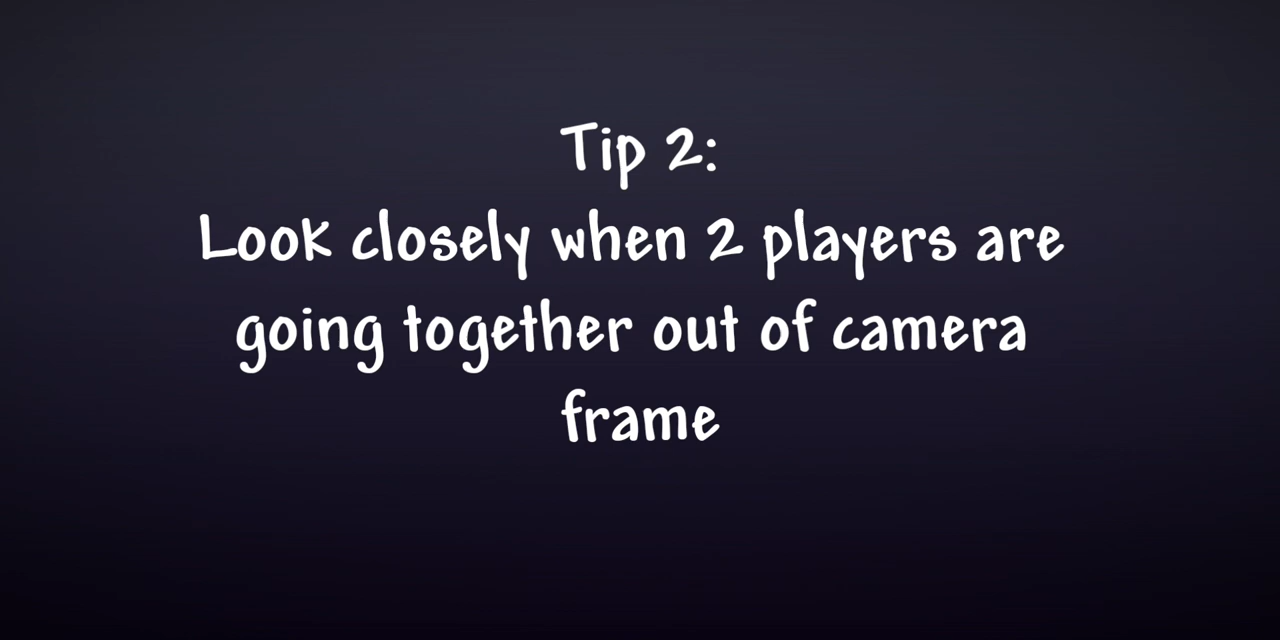 Tip 2:
Look closely when 2 players are
going together out of camera
frame